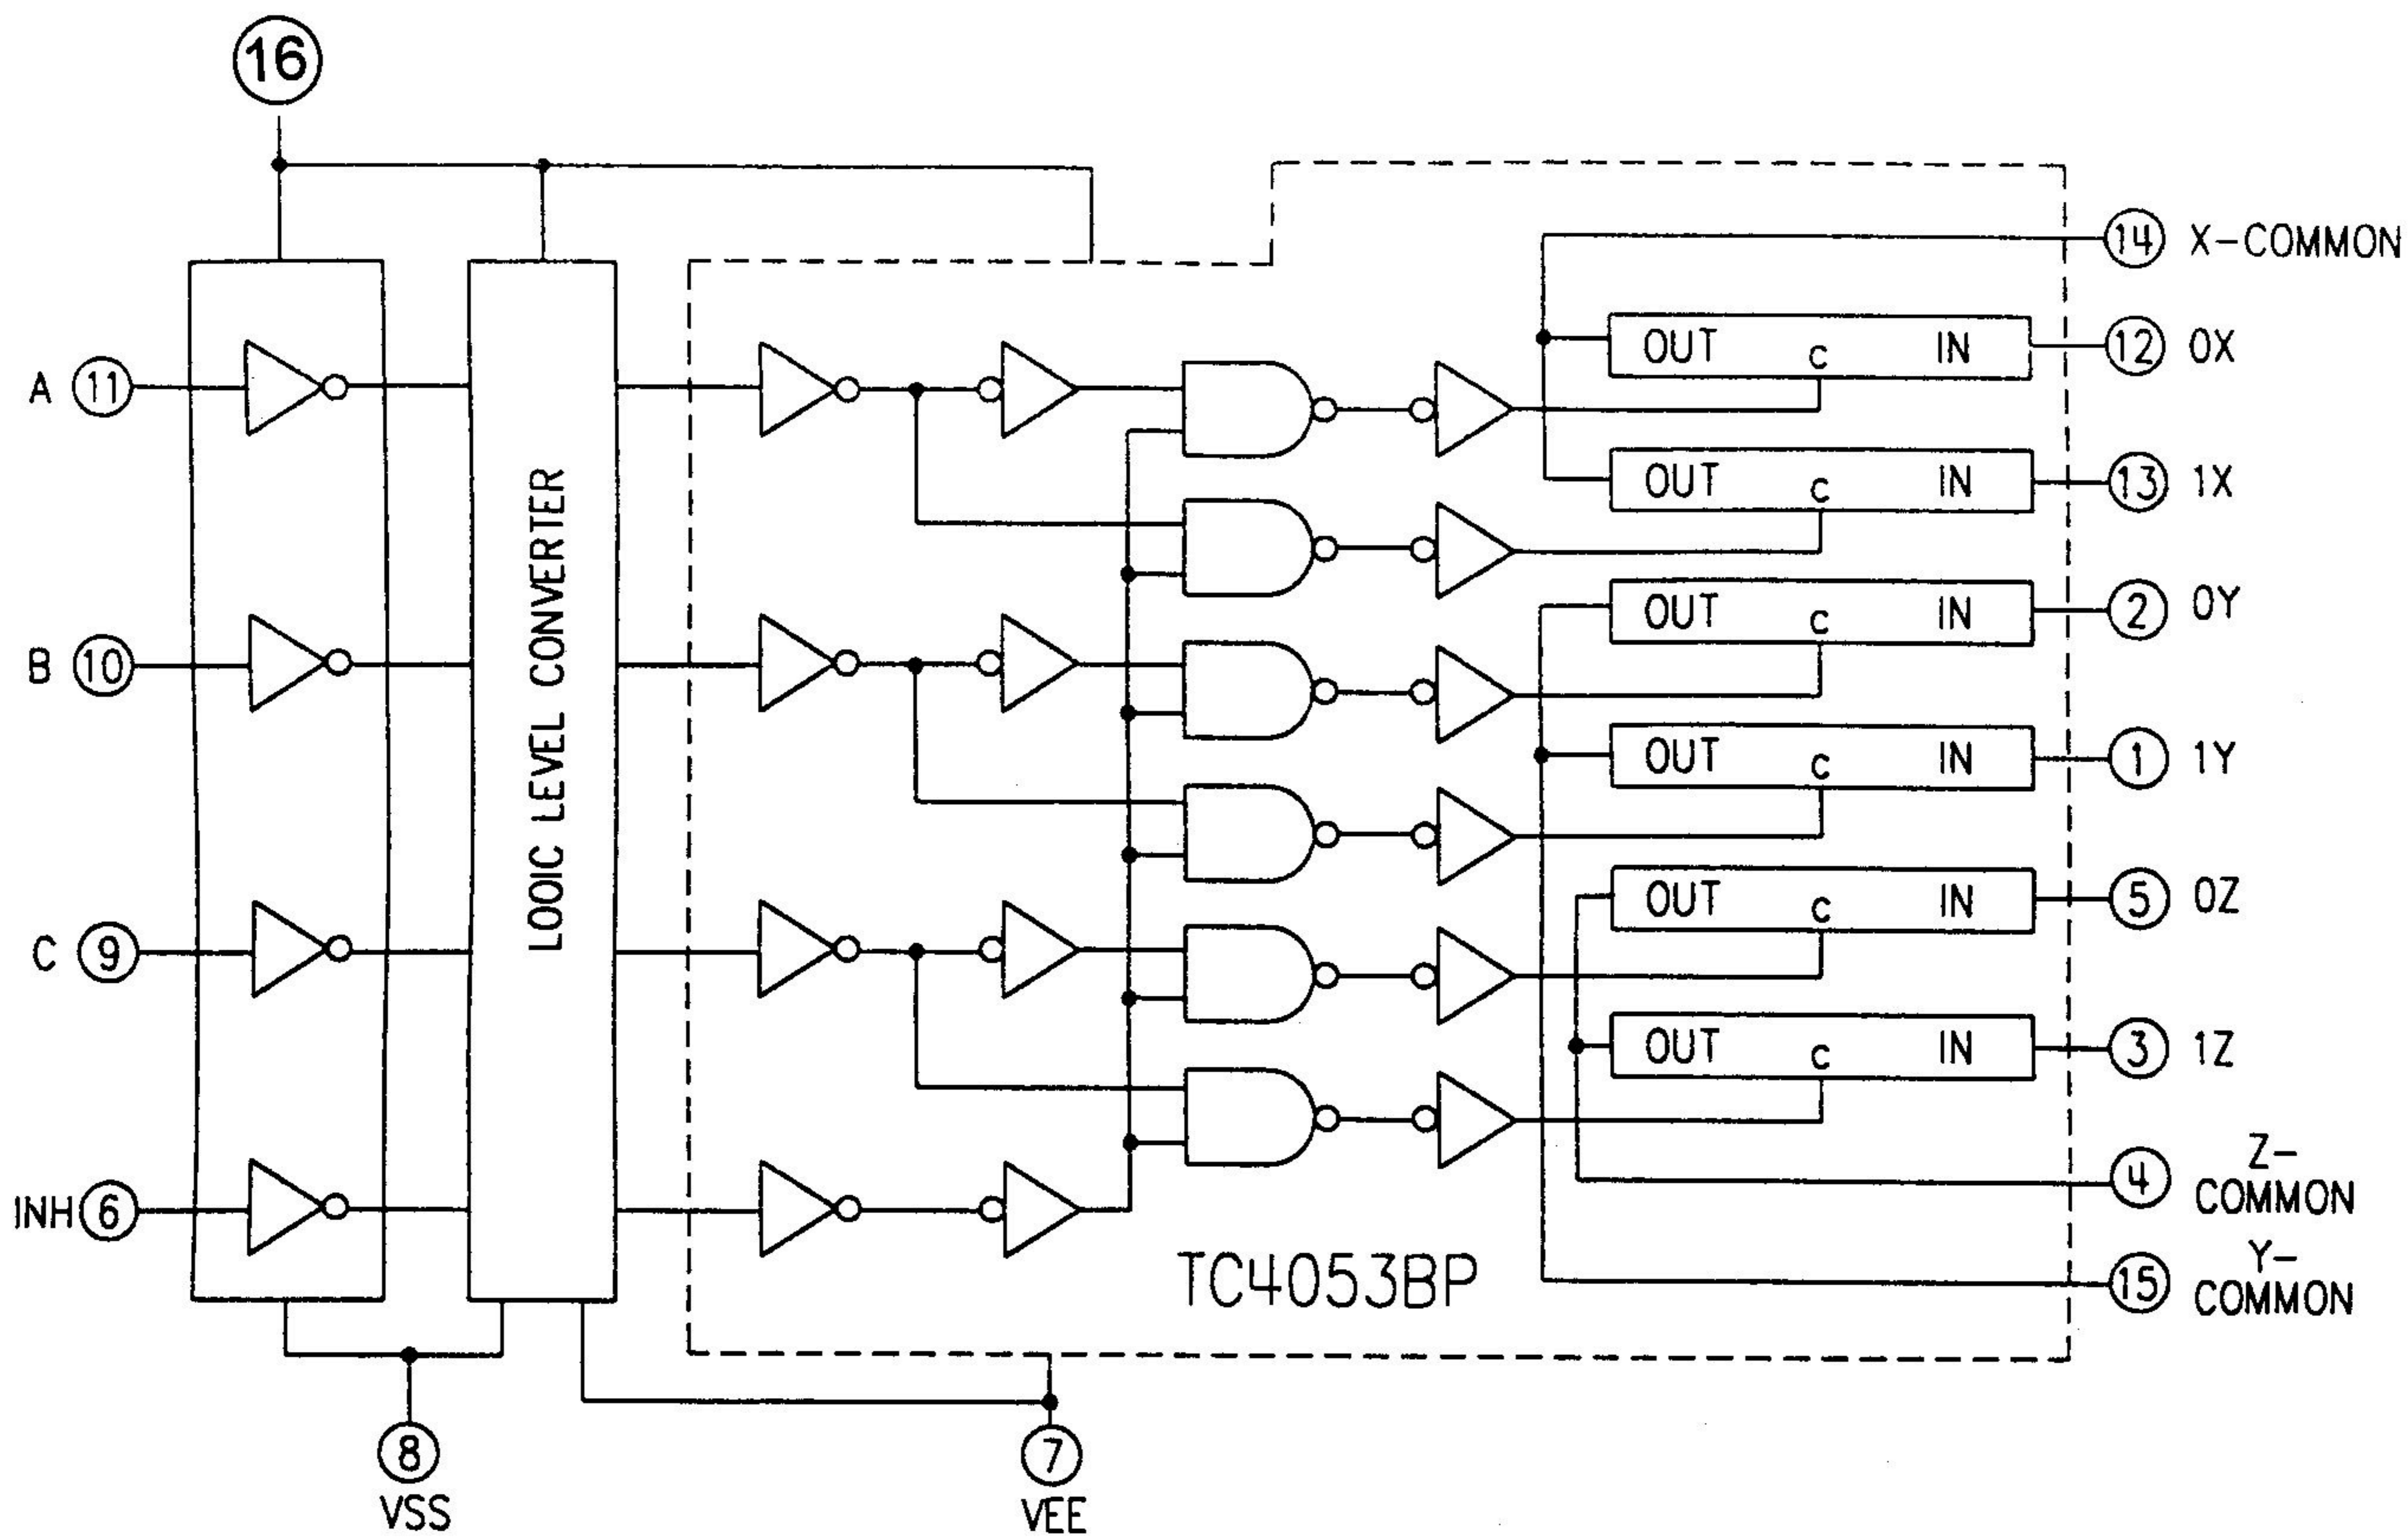 16
14 X-COMMON
OUT C IN 12 0X
A 11
OUT C IN 13 1X
OUT C IN 2 0Y
B 10
LOOIC LEVEL CONVERTER
OUT C IN 1 1Y
OUT C IN 5 0Z
C 9
OUT C IN 3 1Z
4 Z-
COMMON
INH 6
TC4053BP
15 Y-
COMMON
8
VSS
7
VEE